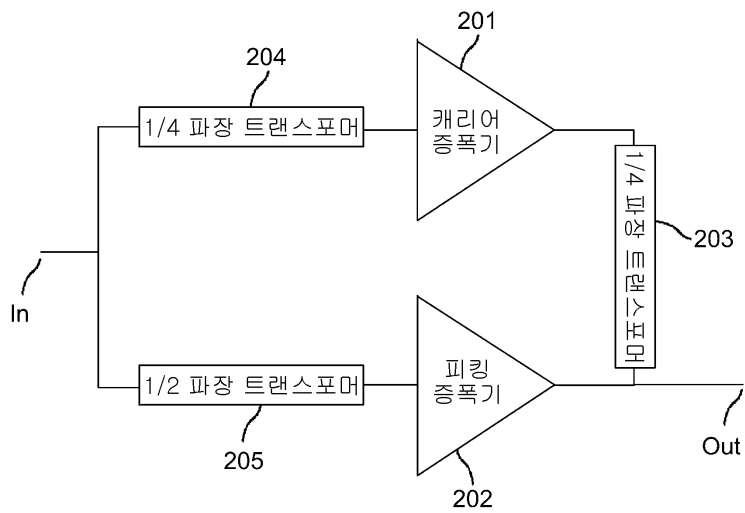 201
204
1/4 파장 트랜스포머
캐리어
증폭기
1/4 파장 트랜스포머
203
In
1/2 파장 트랜스포머
피킹
증폭기
205
202
Out